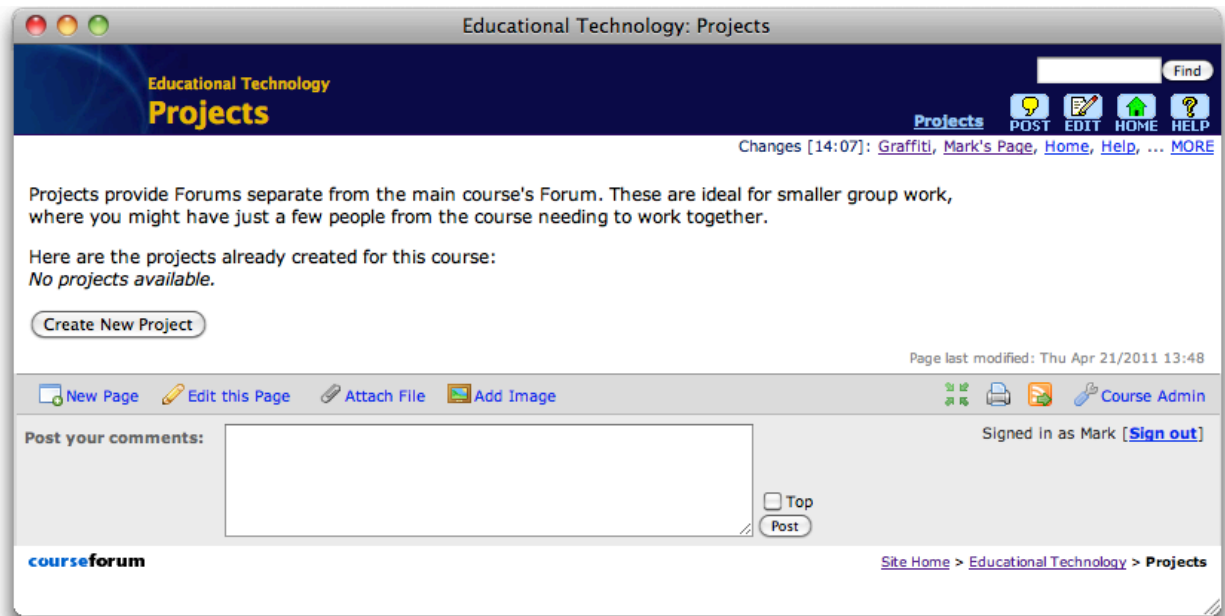 Educational Technology: Projects
Find
Educational Technology
Projects
Projects
POST EDIT HOME HELP
Changes [14:07]: Graffiti, Mark's Page, Home, Help, ... MORE
Projects provide Forums separate from the main course's Forum. These are ideal for smaller group work,
where you might have just a few people from the course needing to work together.
Here are the projects already created for this course:
No projects available.
Create New Project
Page last modified: Thu Apr 21/2011 13:48
New Page Edit this Page Attach File Add Image Course Admin
Post your comments:
Signed in as Mark [Sign out]
Top
Post
courseforum
Site Home > Educational Technology > Projects